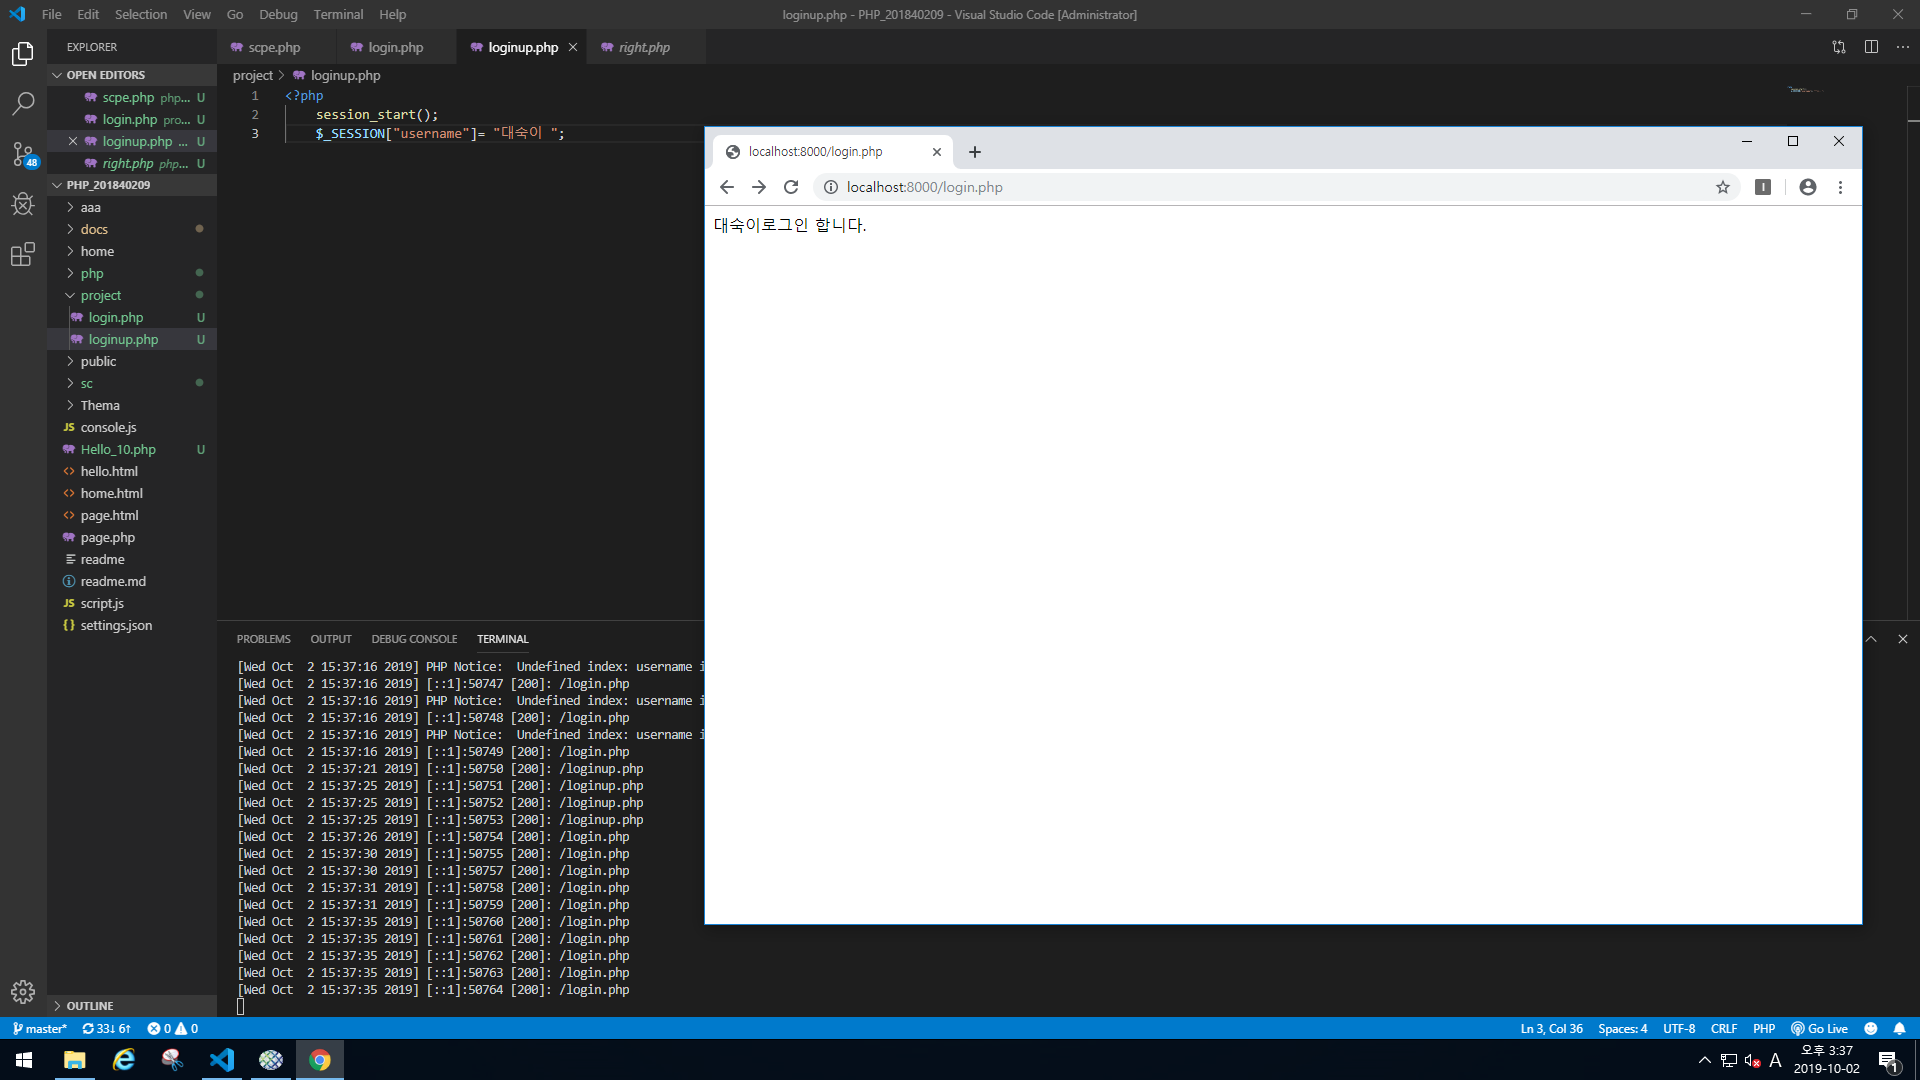 File Edit Selection View Go Debug Terminal Help
loginup.php - PHP_201840209 - Visual Studio Code [Administrator]
EXPLORER
scpe.php
login.php
loginup.php
right.php
OPEN EDITORS
scpe.php php... U
login.php pro... U
loginup.php ... U
right.php php... U
48
PHP_201840209
aaa
docs
home
php
project
login.php U
loginup.php U
public
sc
Thema
JS console.js
Hello_10.php U
<> hello.html
<> home.html
<> page.html
page.php
readme
readme.md
JS script.js
{} settings.json
OUTLINE
project > loginup.php
1 <?php
2 session_start();
3 $_SESSION["username"]= "대숙이 ";
localhost:8000/login.php
localhost:8000/login.php
대숙이로그인 합니다.
PROBLEMS OUTPUT DEBUG CONSOLE TERMINAL
[Wed Oct  2 15:37:16 2019] PHP Notice:  Undefined index: username i
[Wed Oct  2 15:37:16 2019] [::1]:50747 [200]: /login.php
[Wed Oct  2 15:37:16 2019] PHP Notice:  Undefined index: username i
[Wed Oct  2 15:37:16 2019] [::1]:50748 [200]: /login.php
[Wed Oct  2 15:37:16 2019] PHP Notice:  Undefined index: username i
[Wed Oct  2 15:37:16 2019] [::1]:50749 [200]: /login.php
[Wed Oct  2 15:37:21 2019] [::1]:50750 [200]: /loginup.php
[Wed Oct  2 15:37:25 2019] [::1]:50751 [200]: /loginup.php
[Wed Oct  2 15:37:25 2019] [::1]:50752 [200]: /loginup.php
[Wed Oct  2 15:37:25 2019] [::1]:50753 [200]: /loginup.php
[Wed Oct  2 15:37:26 2019] [::1]:50754 [200]: /login.php
[Wed Oct  2 15:37:30 2019] [::1]:50755 [200]: /login.php
[Wed Oct  2 15:37:30 2019] [::1]:50757 [200]: /login.php
[Wed Oct  2 15:37:31 2019] [::1]:50758 [200]: /login.php
[Wed Oct  2 15:37:31 2019] [::1]:50759 [200]: /login.php
[Wed Oct  2 15:37:35 2019] [::1]:50760 [200]: /login.php
[Wed Oct  2 15:37:35 2019] [::1]:50761 [200]: /login.php
[Wed Oct  2 15:37:35 2019] [::1]:50762 [200]: /login.php
[Wed Oct  2 15:37:35 2019] [::1]:50763 [200]: /login.php
[Wed Oct  2 15:37:35 2019] [::1]:50764 [200]: /login.php
master* 33↓ 6↑ 0 0
Ln 3, Col 36 Spaces: 4 UTF-8 CRLF PHP Go Live
A
오후 3:37
2019-10-02
1